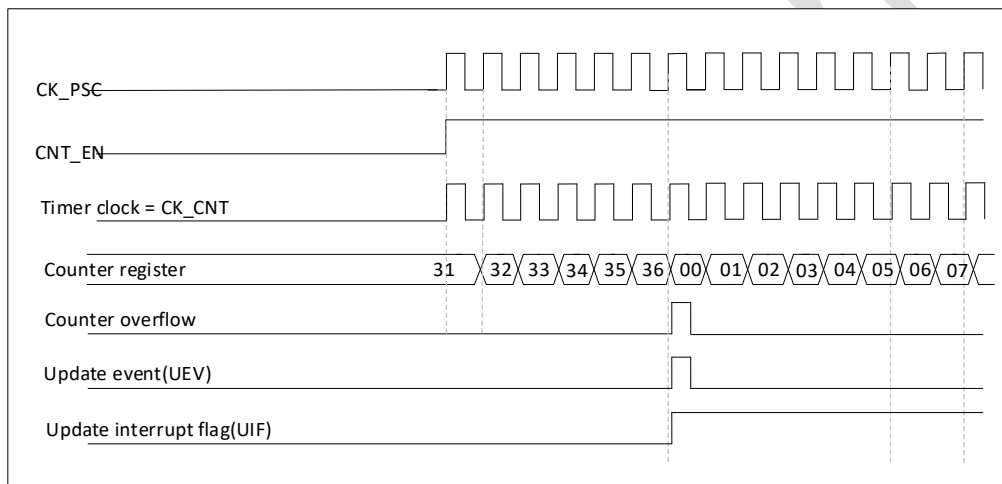 CK_PSC
CNT_EN
Timer clock = CK_CNT
Counter register 31 32 33 34 35 36 00 01 02 03 04 05 06 07
Counter overflow
Update event(UEV)
Update interrupt flag(UIF)